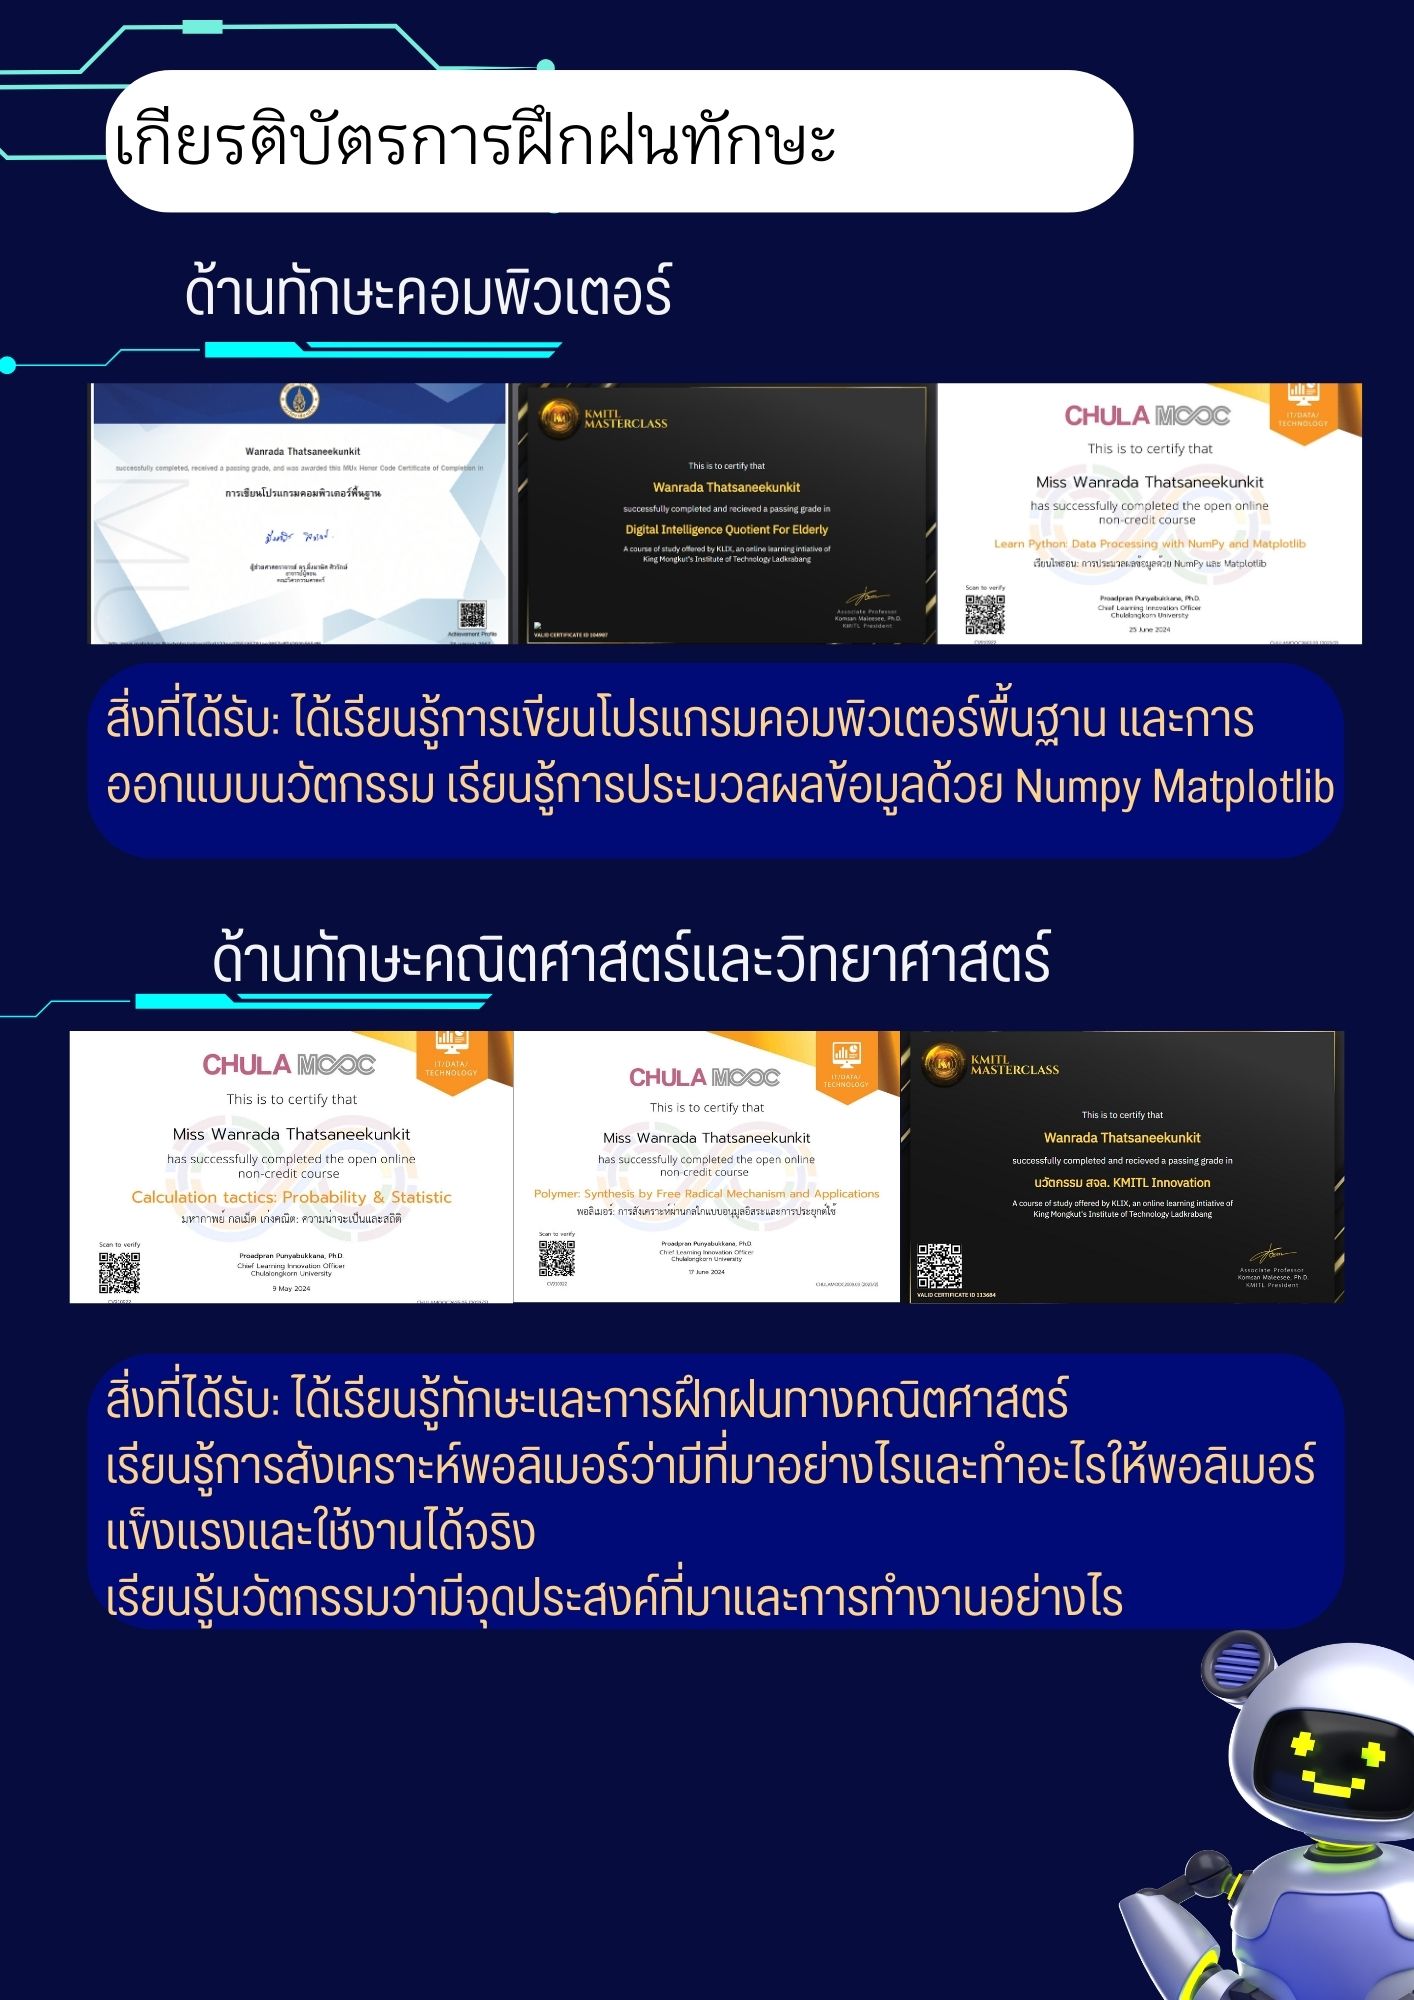 เกียรติบัตรการฝึกฝนทักษะ
ด้านทักษะคอมพิวเตอร์
Wanrada Thatsaneekunkit
successfully completed, received a passing grade, and was awarded this MUx Honor Code Certificate of Completion in
การเขียนโปรแกรมคอมพิวเตอร์พื้นฐาน
อาจารย์ผู้สอน
คณะวิศวกรรมศาสตร์
Achievement Profile
KMITL
MASTERCLASS
This is to certify that
Wanrada Thatsaneekunkit
successfully completed and recieved a passing grade in
Digital Intelligence Quotient For Elderly
A course of study offered by KLIX, an online learning intiative of
King Mongkut's Institute of Technology Ladkrabang
Associate Professor
Komsan Maleesee, Ph.D.
KMITL President
VALID CERTIFICATE ID 104987
IT/DATA/
TECHNOLOGY
CHULA MOOC
This is to certify that
Miss Wanrada Thatsaneekunkit
has successfully completed the open online
non-credit course
Learn Python: Data Processing with NumPy and Matplotlib
เรียนไพธอน: การประมวลผลข้อมูลด้วย NumPy และ Matplotlib
Scan to verify
Proadpran Punyabukkana, Ph.D.
Chief Learning Innovation Officer
Chulalongkorn University
25 June 2024
สิ่งที่ได้รับ: ได้เรียนรู้การเขียนโปรแกรมคอมพิวเตอร์พื้นฐาน และการ
ออกแบบนวัตกรรม เรียนรู้การประมวลผลข้อมูลด้วย Numpy Matplotlib
ด้านทักษะคณิตศาสตร์และวิทยาศาสตร์
IT/DATA/
TECHNOLOGY
CHULA MOOC
This is to certify that
Miss Wanrada Thatsaneekunkit
has successfully completed the open online
non-credit course
Calculation tactics: Probability & Statistic
มหากาพย์ กลเม็ด เก่งคณิต: ความน่าจะเป็นและสถิติ
Scan to verify
Proadpran Punyabukkana, Ph.D.
Chief Learning Innovation Officer
Chulalongkorn University
9 May 2024
IT/DATA/
TECHNOLOGY
CHULA MOOC
This is to certify that
Miss Wanrada Thatsaneekunkit
has successfully completed the open online
non-credit course
Polymer: Synthesis by Free Radical Mechanism and Applications
พอลิเมอร์: การสังเคราะห์ผ่านกลไกแบบอนุมูลอิสระและการประยุกต์ใช้
Scan to verify
Proadpran Punyabukkana, Ph.D.
Chief Learning Innovation Officer
Chulalongkorn University
17 June 2024
KMITL
MASTERCLASS
This is to certify that
Wanrada Thatsaneekunkit
successfully completed and recieved a passing grade in
นวัตกรรม สจล. KMITL Innovation
A course of study offered by KLIX, an online learning intiative of
King Mongkut's Institute of Technology Ladkrabang
Associate Professor
Komsan Maleesee, Ph.D.
KMITL President
VALID CERTIFICATE ID 113684
สิ่งที่ได้รับ: ได้เรียนรู้ทักษะและการฝึกฝนทางคณิตศาสตร์
เรียนรู้การสังเคราะห์พอลิเมอร์ว่ามีที่มาอย่างไรและทำอะไรให้พอลิเมอร์
แข็งแรงและใช้งานได้จริง
เรียนรู้นวัตกรรมว่ามีจุดประสงค์ที่มาและการทำงานอย่างไร